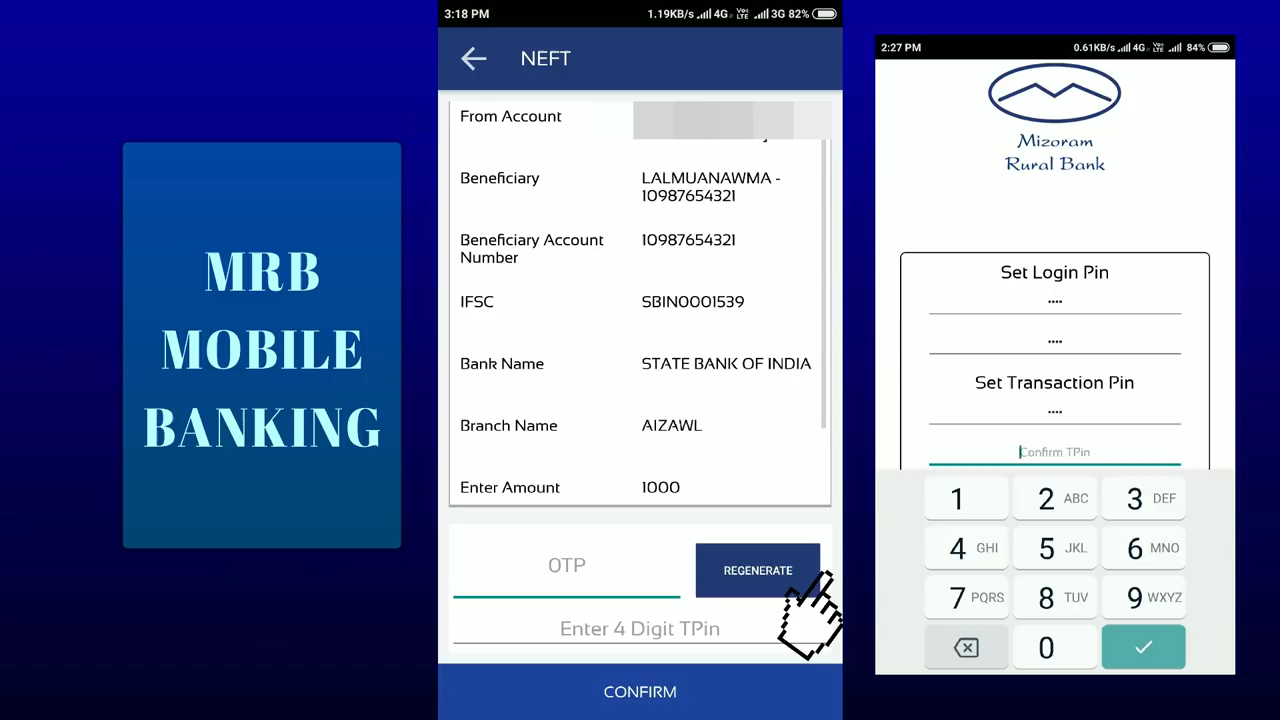 MRB
MOBILE
BANKING
3:18 PM
1.19KB/s 4G VoLTE 3G 82%
NEFT
From Account
Beneficiary
LALMUANAWMA -
10987654321
Beneficiary Account
Number
10987654321
IFSC
SBIN0001539
Bank Name
STATE BANK OF INDIA
Branch Name
AIZAWL
Enter Amount
1000
OTP
REGENERATE
Enter 4 Digit TPin
CONFIRM
2:27 PM
0.61KB/s 4G VoLTE 84%
Mizoram
Rural Bank
Set Login Pin
····
····
Set Transaction Pin
····
Confirm TPin
1
2 ABC
3 DEF
4 GHI
5 JKL
6 MNO
7 PQRS
8 TUV
9 WXYZ
0